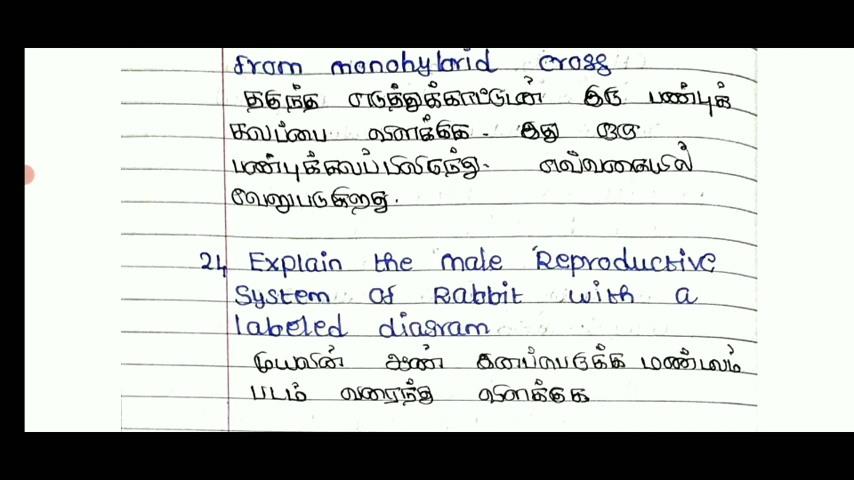 from monohybrid cross
தகுந்த எடுத்துக்காட்டுடன் இரு பண்புக்
கலப்பை விளக்குக. இது ஒரு
பண்புக்கலப்பிலிருந்து. எவ்வகையில்
வேறுபடுகிறது.
24 Explain the male Reproductive
System of Rabbit with a
labeled diagram
முயலின் ஆண் இனப்பெருக்க மண்டலம்
படம் வரைந்து விளக்குக